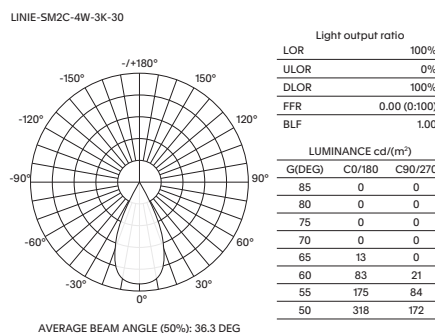 LINIE-SM2C-4W-3K-30
-/+180°
-150°
150°
-120°
120°
-90°
90°
-60°
60°
-30°
30°
0°
AVERAGE BEAM ANGLE (50%): 36.3 DEG
Light output ratio
LOR 100%
ULOR 0%
DLOR 100%
FFR 0.00 (0:100)
BLF 1.00
LUMINANCE cd/(m²)
G(DEG) C0/180 C90/270
85 0 0
80 0 0
75 0 0
70 0 0
65 13 0
60 83 21
55 175 84
50 318 172